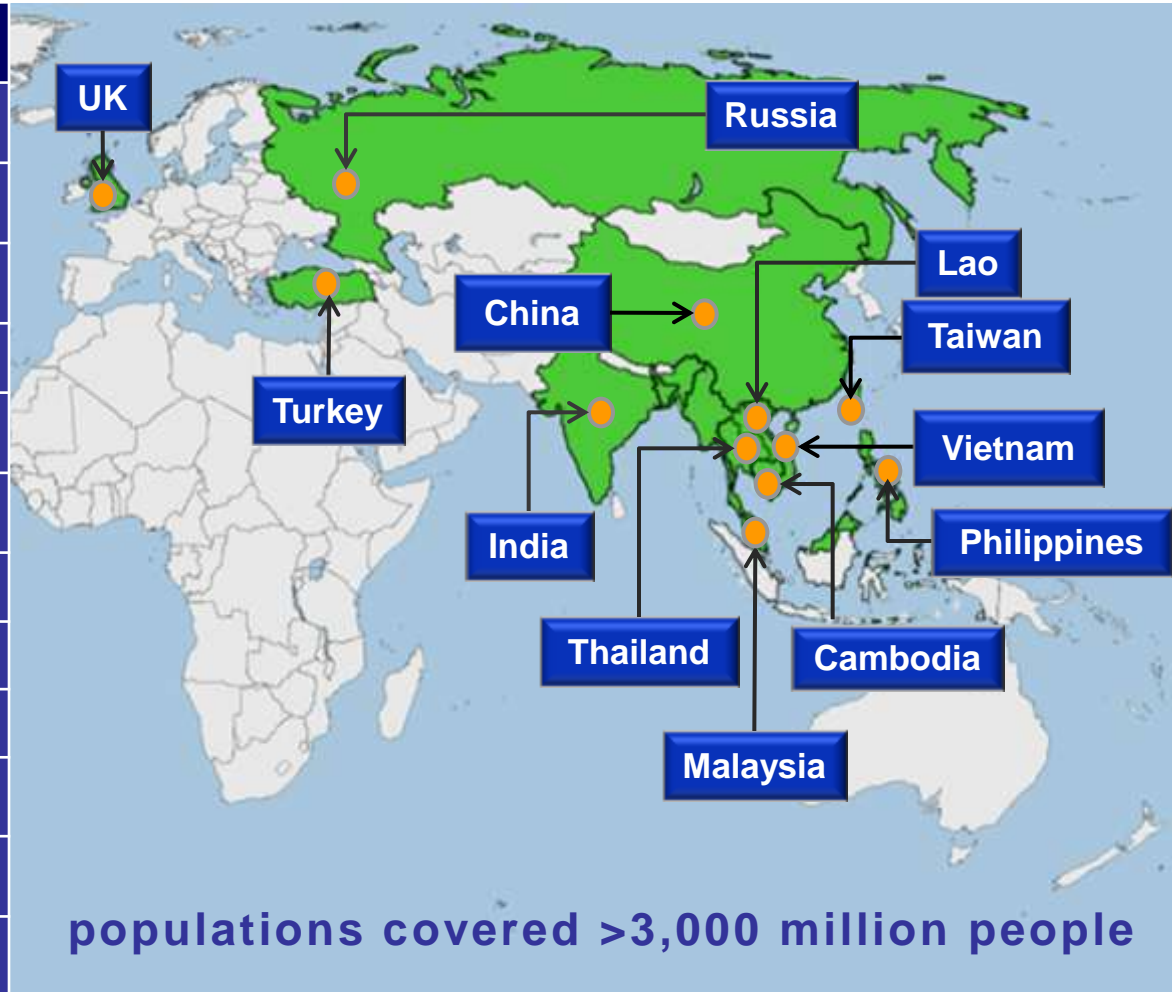 UK
Russia
Lao
China
Taiwan
Turkey
Vietnam
India
Philippines
Thailand
Cambodia
Malaysia
populations covered >3,000 million people